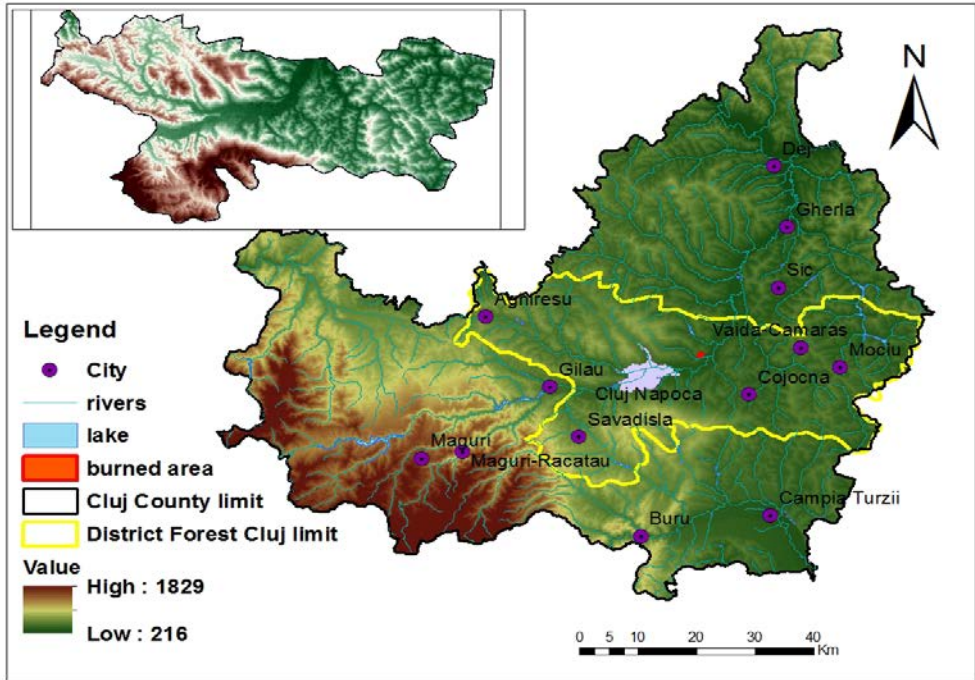 N
Dej
Gherla
Sic
Aghiresu
Vaida-Camaras
Mociu
Gilau
Cojocna
Cluj Napoca
Savadisla
Maguri
Maguri-Racatau
Campia Turzii
Buru
Legend
City
rivers
lake
burned area
Cluj County limit
District Forest Cluj limit
Value
High : 1829
Low : 216
0 5 10 20 30 40
Km